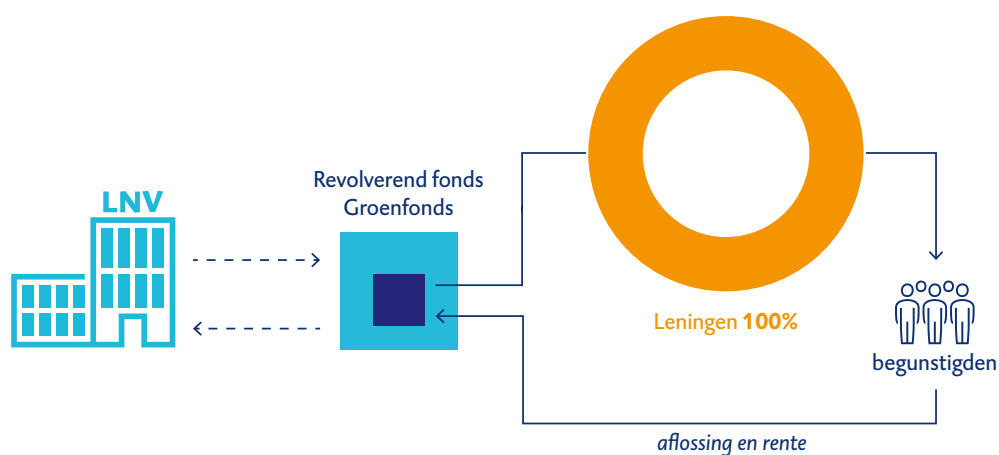 LNV
Revolverend fonds
Groenfonds
Leningen 100%
begunstigden
aflossing en rente